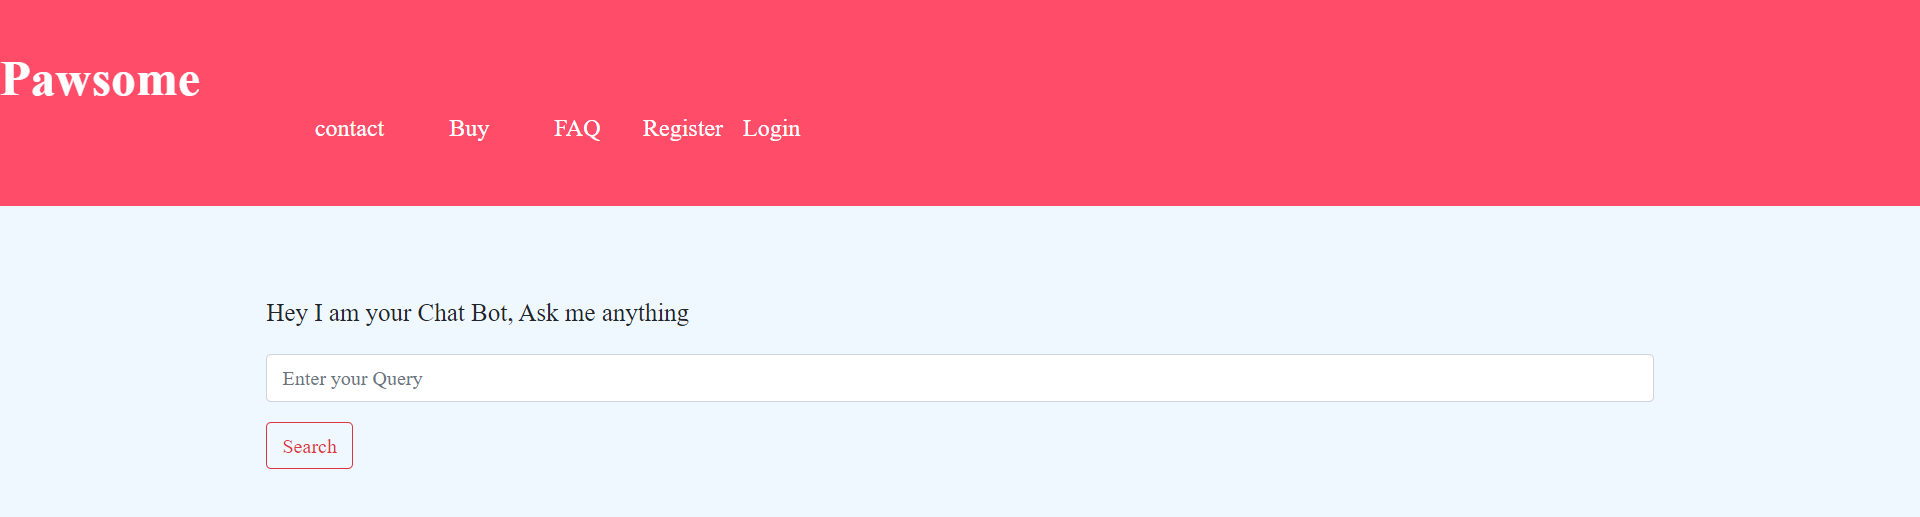 Pawsome
contact Buy FAQ Register Login
Hey I am your Chat Bot, Ask me anything
Enter your Query
Search